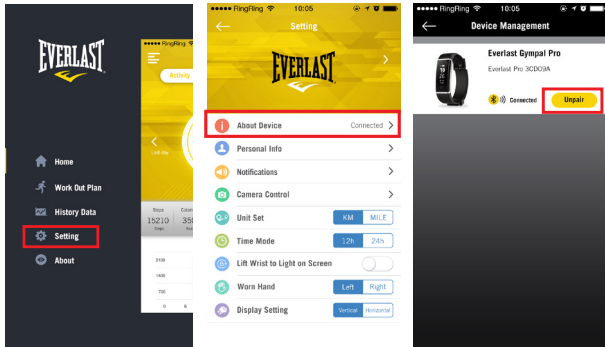 EVERLAST
Home
Work Out Plan
History Data
Setting
About
RingRing
Activity
Steps
15210
Steps
2100
1400
700
0 6
RingRing 10:05
Setting
EVERLAST
About Device Connected
Personal Info
Notifications
Camera Control
Unit Set KM MILE
Time Mode 12h 24h
Lift Wrist to Light on Screen
Worn Hand Left Right
Display Setting Vertical Horizontal
RingRing 10:05
Device Management
Everlast Gympal Pro
Everlast Pro 3CD09A
Connected Unpair